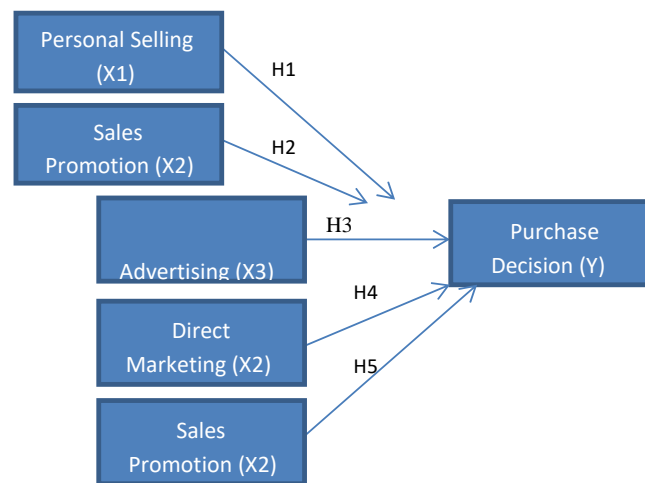 Personal Selling
(X1)
H1
Sales
Promotion (X2)
H2
Advertising (X3)
H3
Purchase
Decision (Y)
Direct
Marketing (X2)
H4
Sales
Promotion (X2)
H5